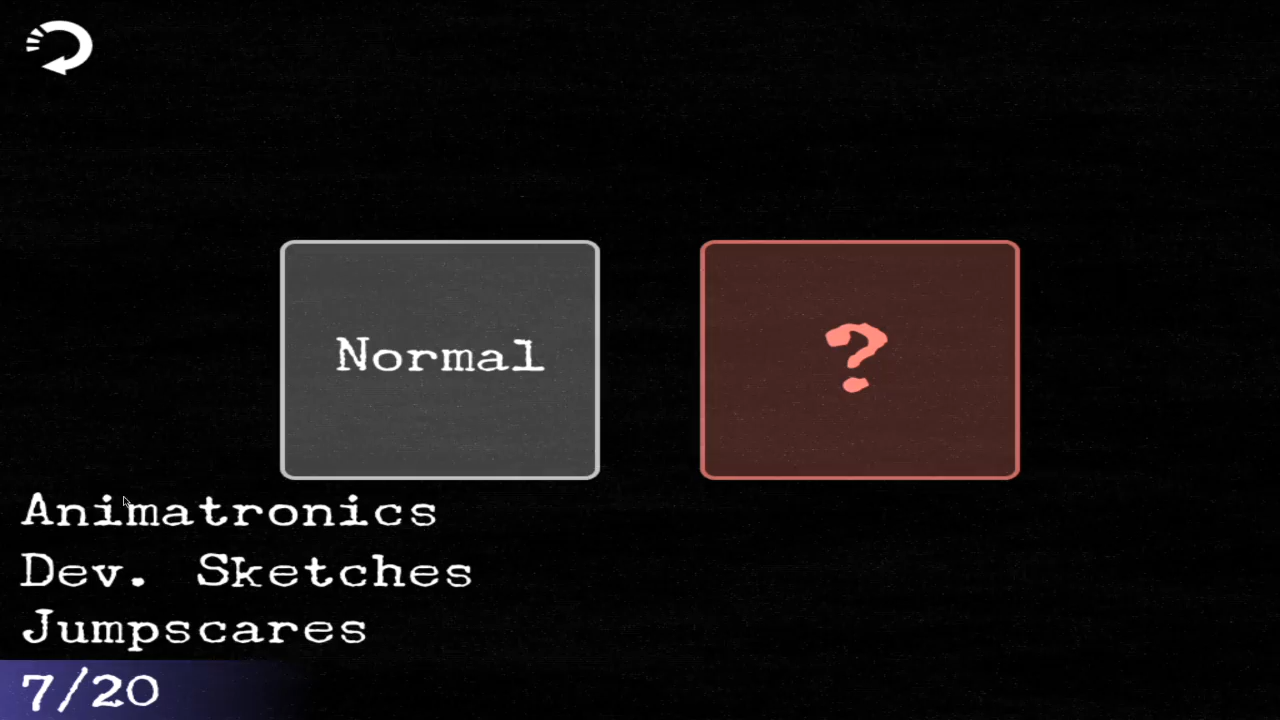 Normal
?
Animatronics
Dev. Sketches
Jumpscares
7/20